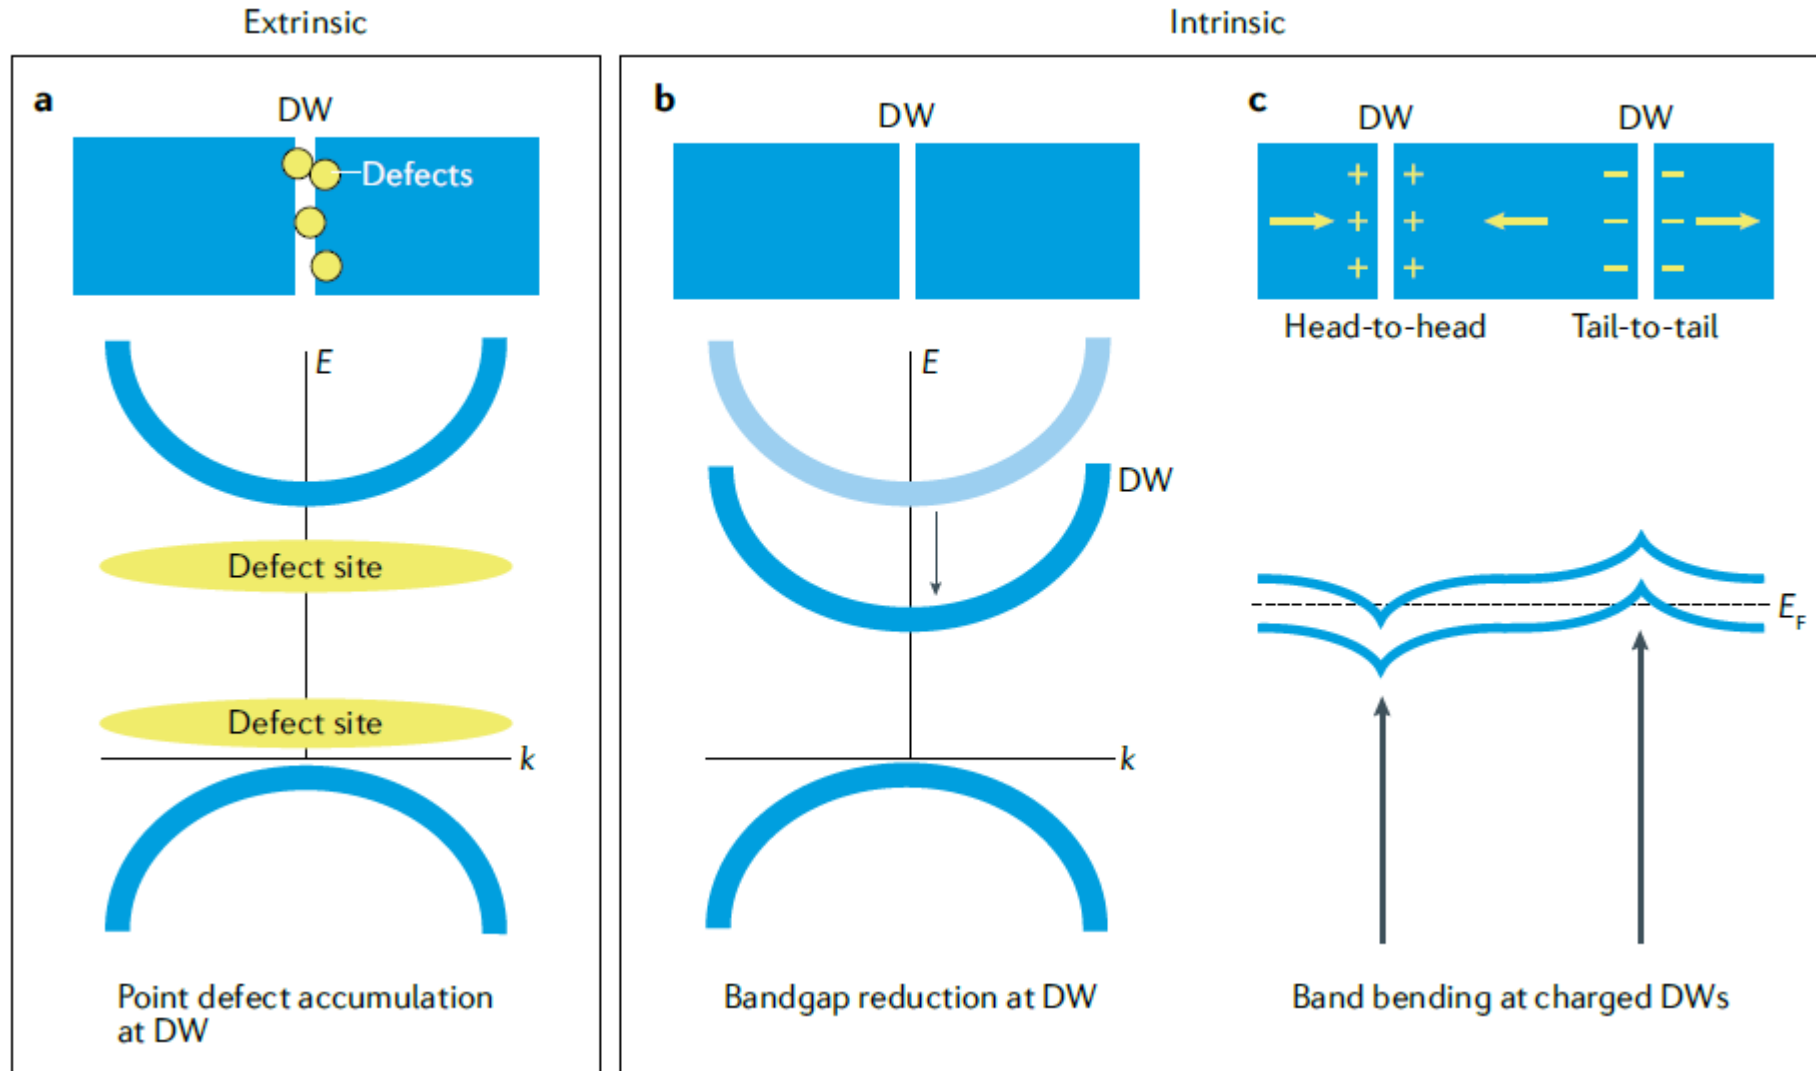 Extrinsic
Intrinsic
a
DW
Defects
E
Defect site
Defect site
k
Point defect accumulation
at DW
b
DW
E
DW
k
Bandgap reduction at DW
c
DW
DW
+ +
+ +
+ +
− −
− −
− −
Head-to-head
Tail-to-tail
E_F
Band bending at charged DWs